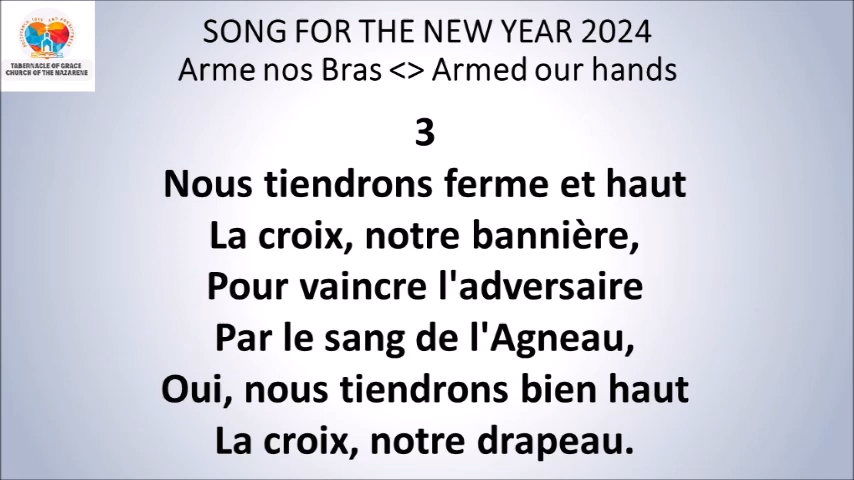 SONG FOR THE NEW YEAR 2024
Arme nos Bras <> Armed our hands
TABERNACLE OF GRACE
CHURCH OF THE NAZARENE
3
Nous tiendrons ferme et haut
La croix, notre bannière,
Pour vaincre l'adversaire
Par le sang de l'Agneau,
Oui, nous tiendrons bien haut
La croix, notre drapeau.